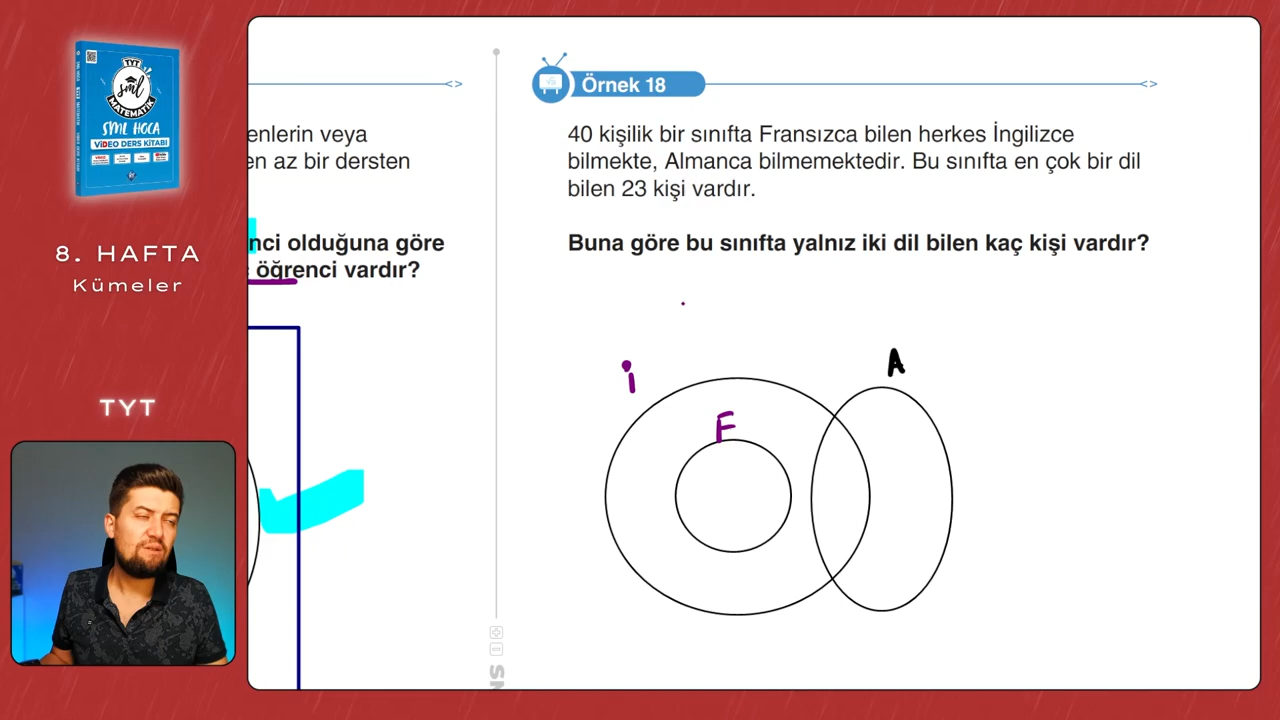 TYT
sml
MATEMATİK
SML HOCA
VİDEO DERS KİTABI
8. HAFTA
Kümeler
TYT
enlerin veya
en az bir dersten
nci olduğuna göre
öğrenci vardır?
Örnek 18
40 kişilik bir sınıfta Fransızca bilen herkes İngilizce
bilmekte, Almanca bilmemektedir. Bu sınıfta en çok bir dil
bilen 23 kişi vardır.
Buna göre bu sınıfta yalnız iki dil bilen kaç kişi vardır?
İ
F
A